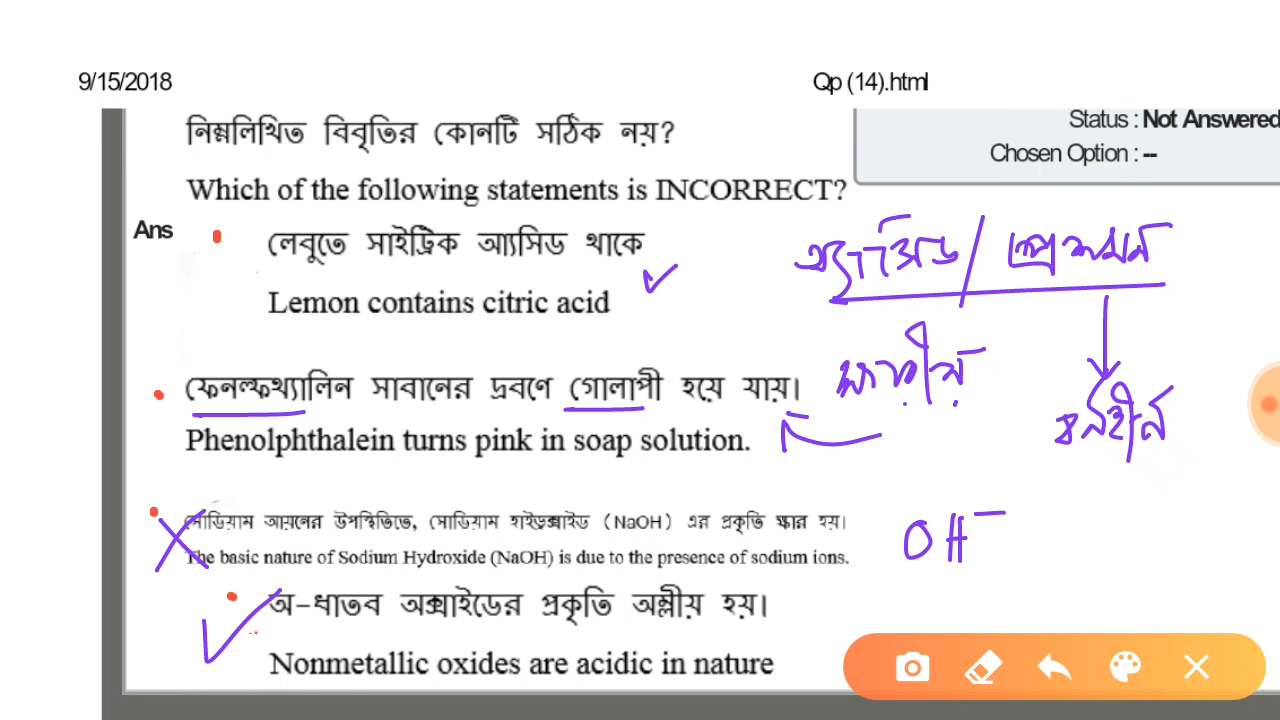 9/15/2018
Qp (14).html
নিম্নলিখিত বিবৃতির কোনটি সঠিক নয়?
Which of the following statements is INCORRECT?
Status : Not Answered
Chosen Option : --
Ans
লেবুতে সাইট্রিক আ্যসিড থাকে
Lemon contains citric acid
ফেনল্ফথ্যালিন সাবানের দ্রবণে গোলাপী হয়ে যায়।
Phenolphthalein turns pink in soap solution.
সোডিয়াম আয়নের উপস্থিতিতে, সোডিয়াম হাইড্রক্সাইড (NaOH) এর প্রকৃতি ক্ষার হয়।
The basic nature of Sodium Hydroxide (NaOH) is due to the presence of sodium ions.
অ-ধাতব অক্সাইডের প্রকৃতি অম্লীয় হয়।
Nonmetallic oxides are acidic in nature
ক্ষারীয়
বর্ণহীন
OH⁻